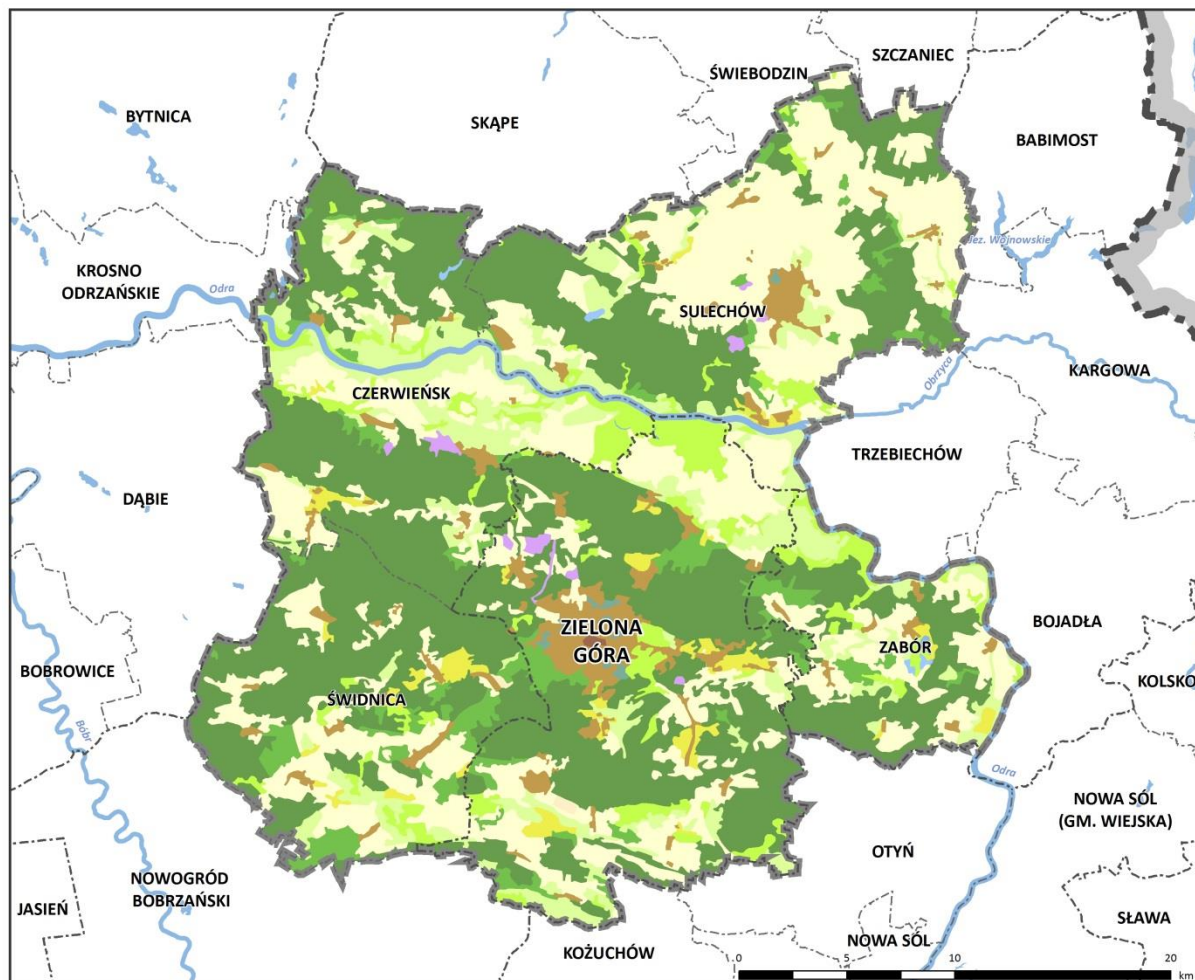 SZCZANIEC
ŚWIEBODZIN
BYTNICA
SKĄPE
BABIMOST
Jez. Wojnowskie
KROSNO
ODRZAŃSKIE
Odra
SULECHÓW
Obrzyca
KARGOWA
CZERWIEŃSK
TRZEBIECHÓW
DĄBIE
ZIELONA
GÓRA
BOJADŁA
ZABÓR
BOBROWICE
KOLSKO
ŚWIDNICA
Bóbr
Odra
NOWA SÓL
(GM. WIEJSKA)
OTYŃ
NOWOGRÓD
BOBRZAŃSKI
JASIEŃ
SŁAWA
KOŻUCHÓW
NOWA SÓL
0 5 10 20
km